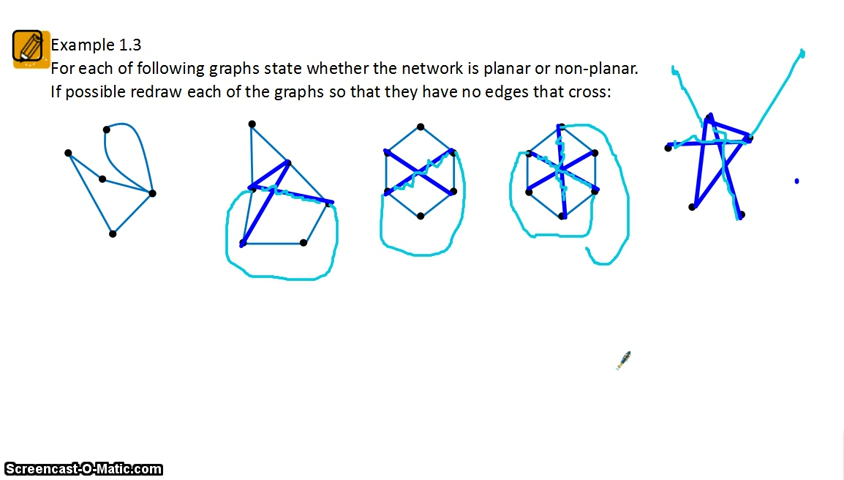 Example 1.3
For each of following graphs state whether the network is planar or non-planar.
If possible redraw each of the graphs so that they have no edges that cross:
Screencast-O-Matic.com